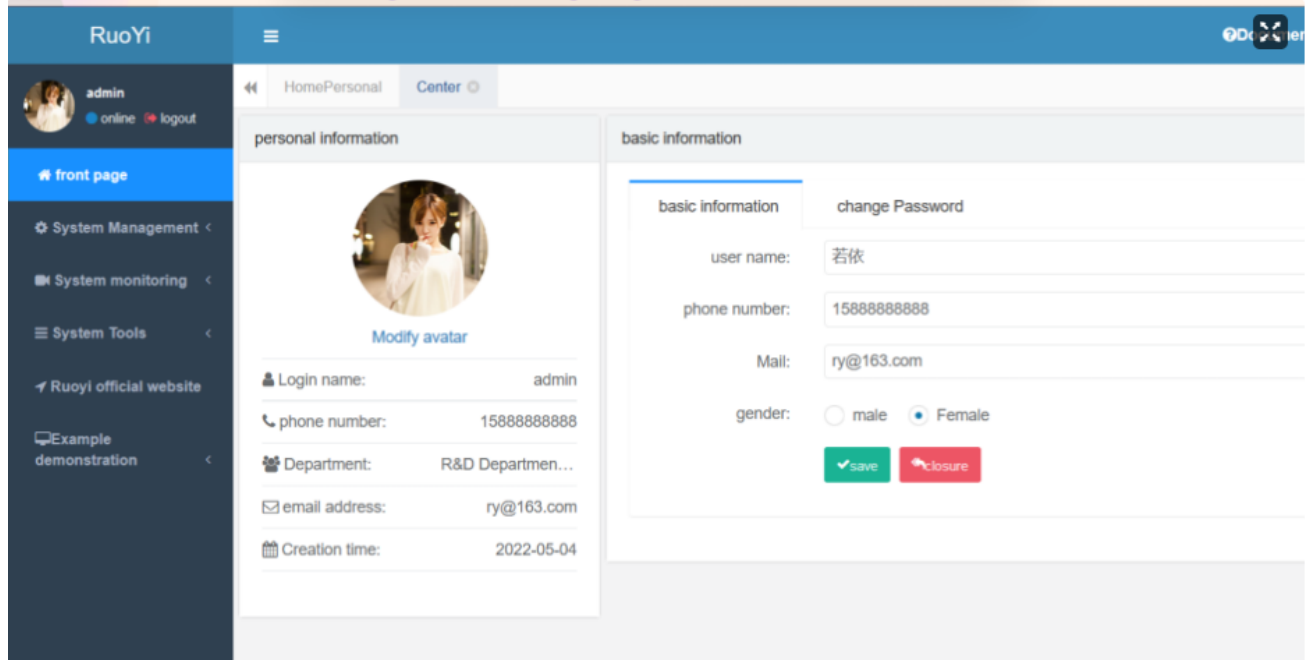 RuoYi
admin
online logout
front page
System Management
System monitoring
System Tools
Ruoyi official website
Example
demonstration
HomePersonal Center
personal information
Modify avatar
Login name: admin
phone number: 15888888888
Department: R&D Departmen...
email address: ry@163.com
Creation time: 2022-05-04
basic information
basic information change Password
user name: 若依
phone number: 15888888888
Mail: ry@163.com
gender: male Female
save closure